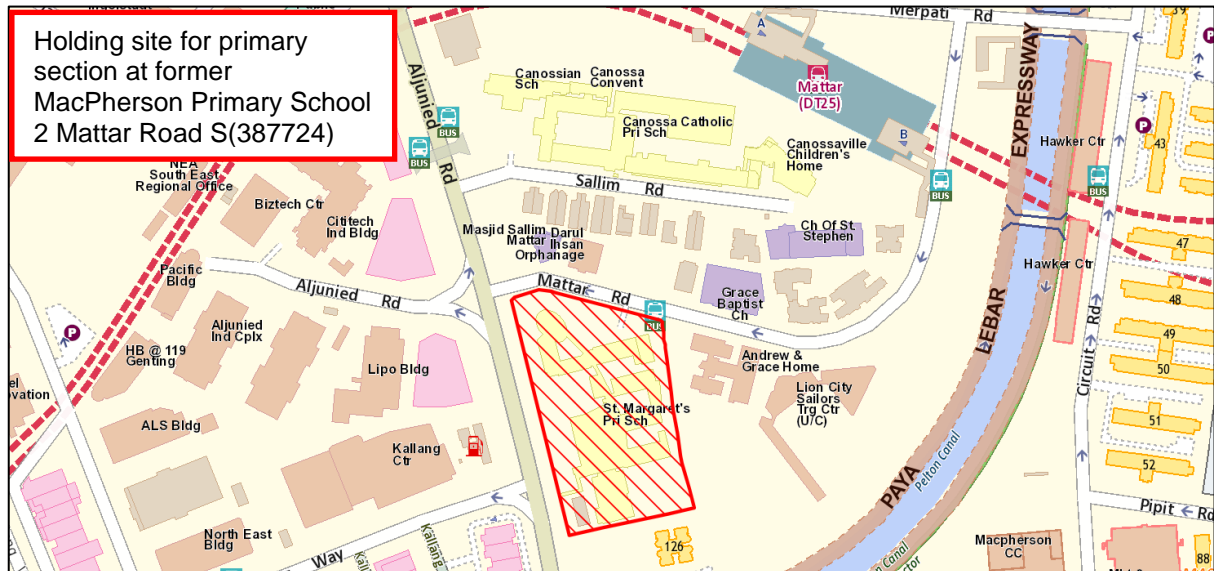 Holding site for primary
section at former
MacPherson Primary School
2 Mattar Road S(387724)
Merpati Rd
39
A
EXPRESSWAY
P
Aljunied Rd
Canossian
Sch
Canossa
Convent
Mattar
(DT25)
Canossa Catholic
Pri Sch
BUS
BUS
B
Hawker Ctr
P
43
Canossaville
Children's
Home
NEA
South East
Regional Office
Sallim Rd
BUS
BUS
Biztech Ctr
Cititech
Ind Bldg
Masjid Sallim
Mattar
Darul
Ihsan
Orphanage
Ch Of St.
Stephen
47
Pacific
Bldg
Hawker Ctr
Aljunied Rd
Mattar Rd
Grace
Baptist
Ch
48
BUS
LEBAR
Circuit Rd
P
Aljunied
Ind Cplx
49
HB @ 119
Genting
Lipo Bldg
Andrew &
Grace Home
50
Lion City
Sailors
Trg Ctr
(U/C)
ovation
St. Margaret's
Pri Sch
51
ALS Bldg
Kallang
Ctr
52
Pelton Canal
PAYA
Pipit Rd
North East
Bldg
Way
Kallang
126
Macpherson
CC
88